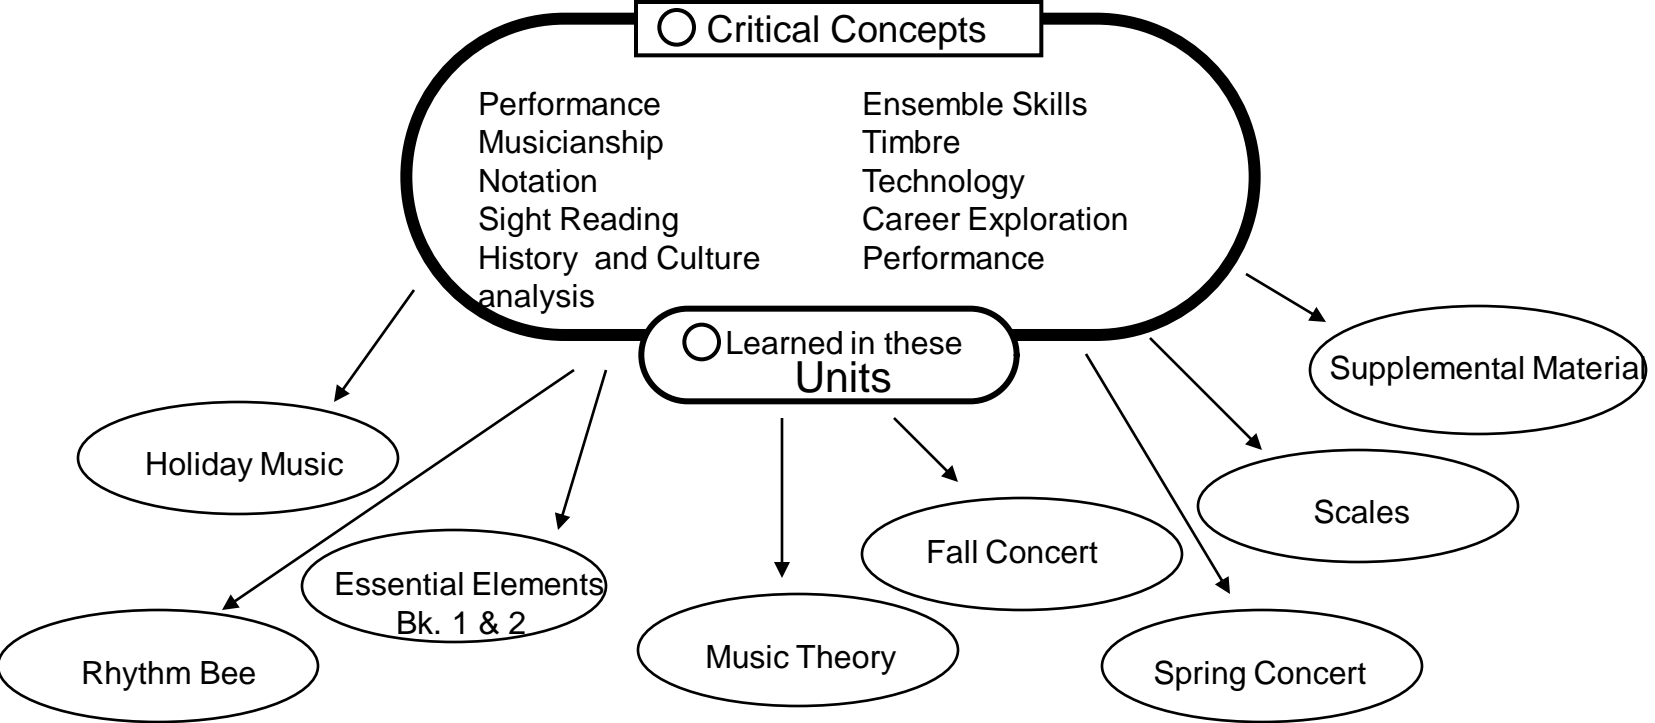 Critical Concepts
Performance
Musicianship
Notation
Sight Reading
History and Culture
analysis
Ensemble Skills
Timbre
Technology
Career Exploration
Performance
Learned in these
Units
Supplemental Material
Holiday Music
Scales
Fall Concert
Essential Elements
Bk. 1 & 2
Music Theory
Rhythm Bee
Spring Concert